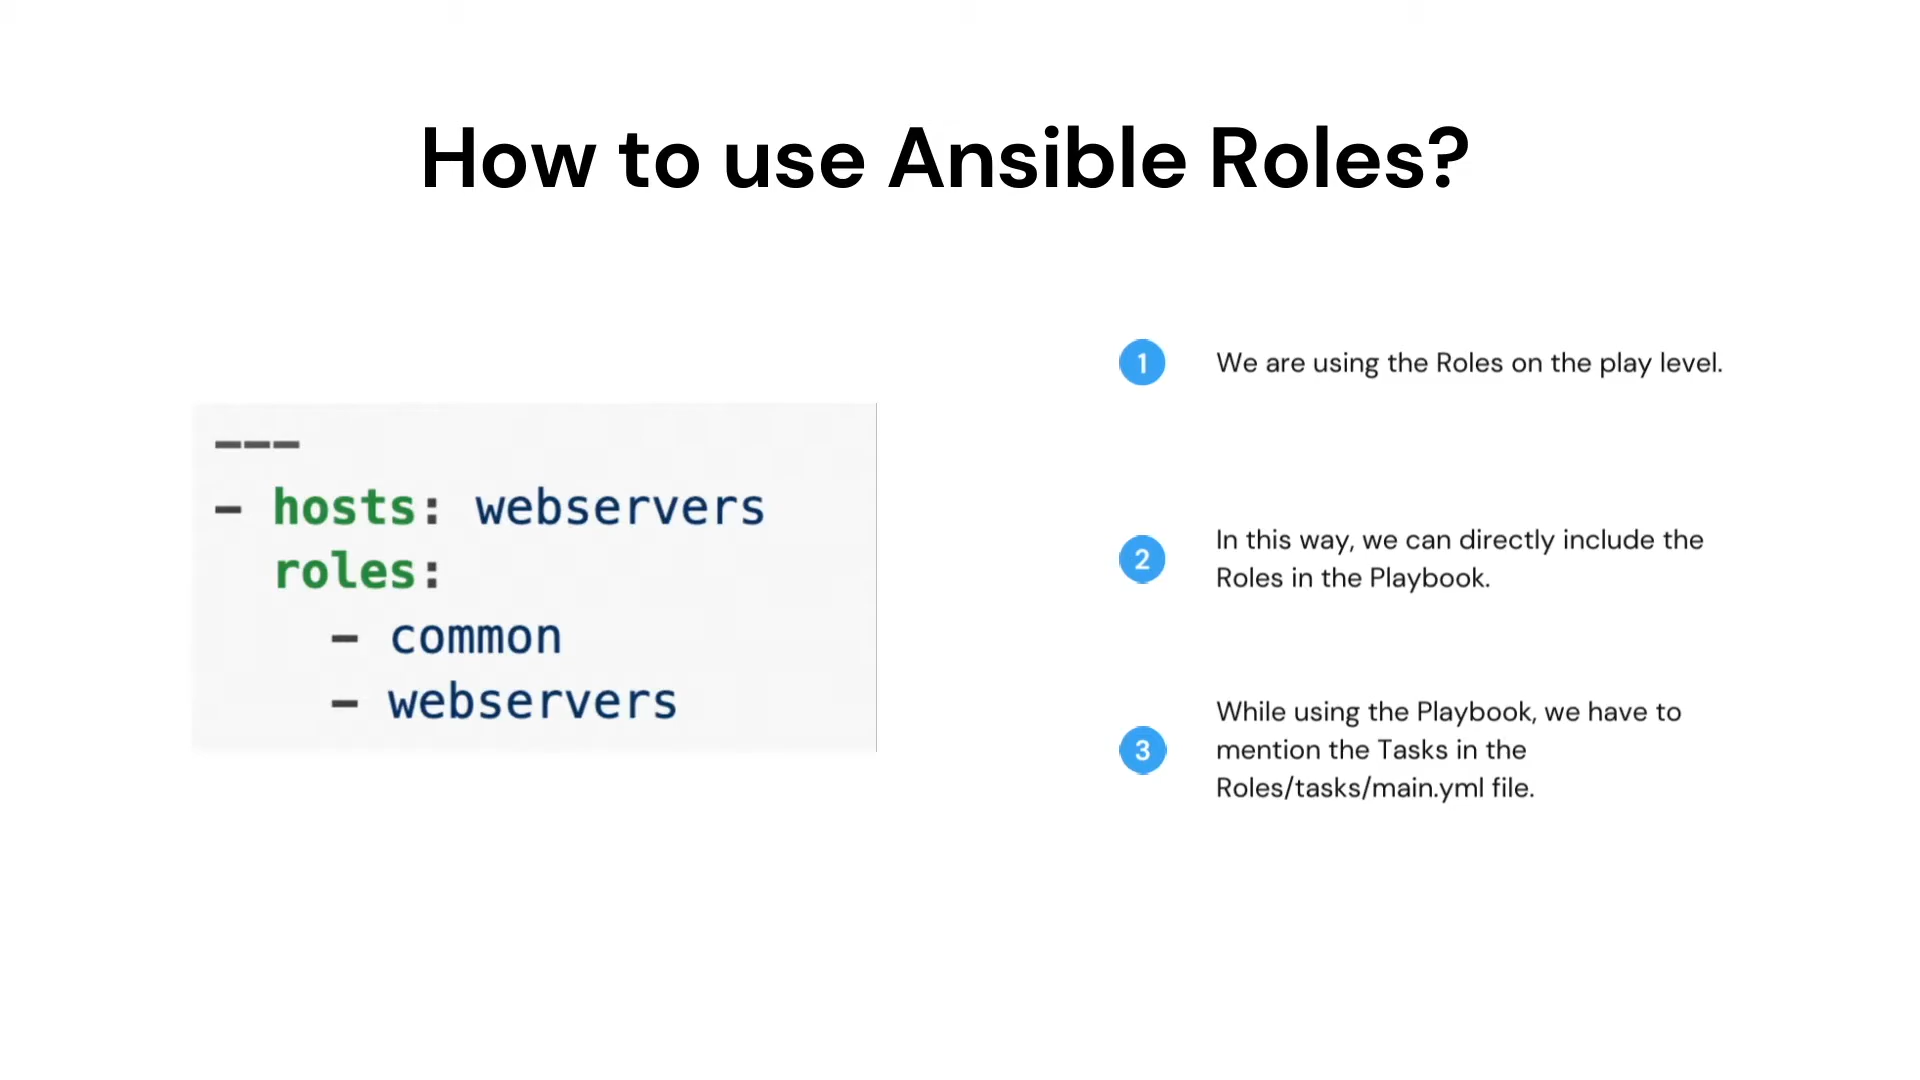 How to use Ansible Roles?
---
- hosts: webservers
  roles:
    - common
    - webservers
1 We are using the Roles on the play level.
2 In this way, we can directly include the
Roles in the Playbook.
3 While using the Playbook, we have to
mention the Tasks in the
Roles/tasks/main.yml file.